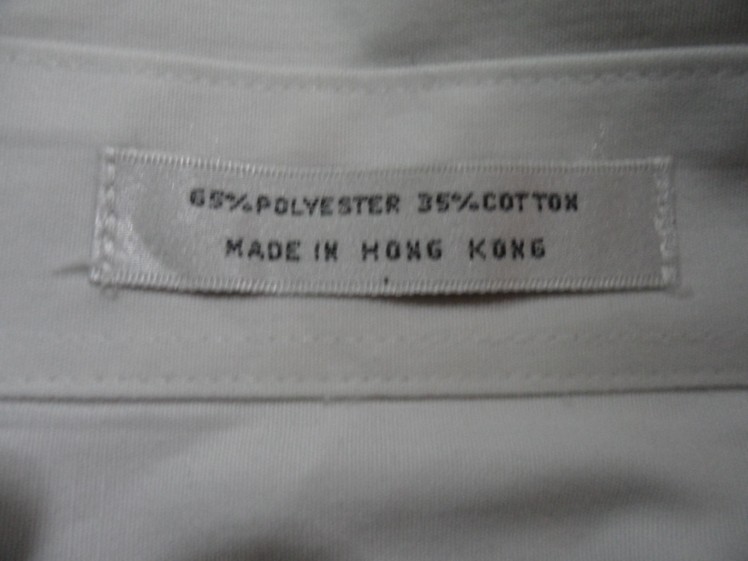 65%POLYESTER 35%COTTON
MADE IN HONG KONG